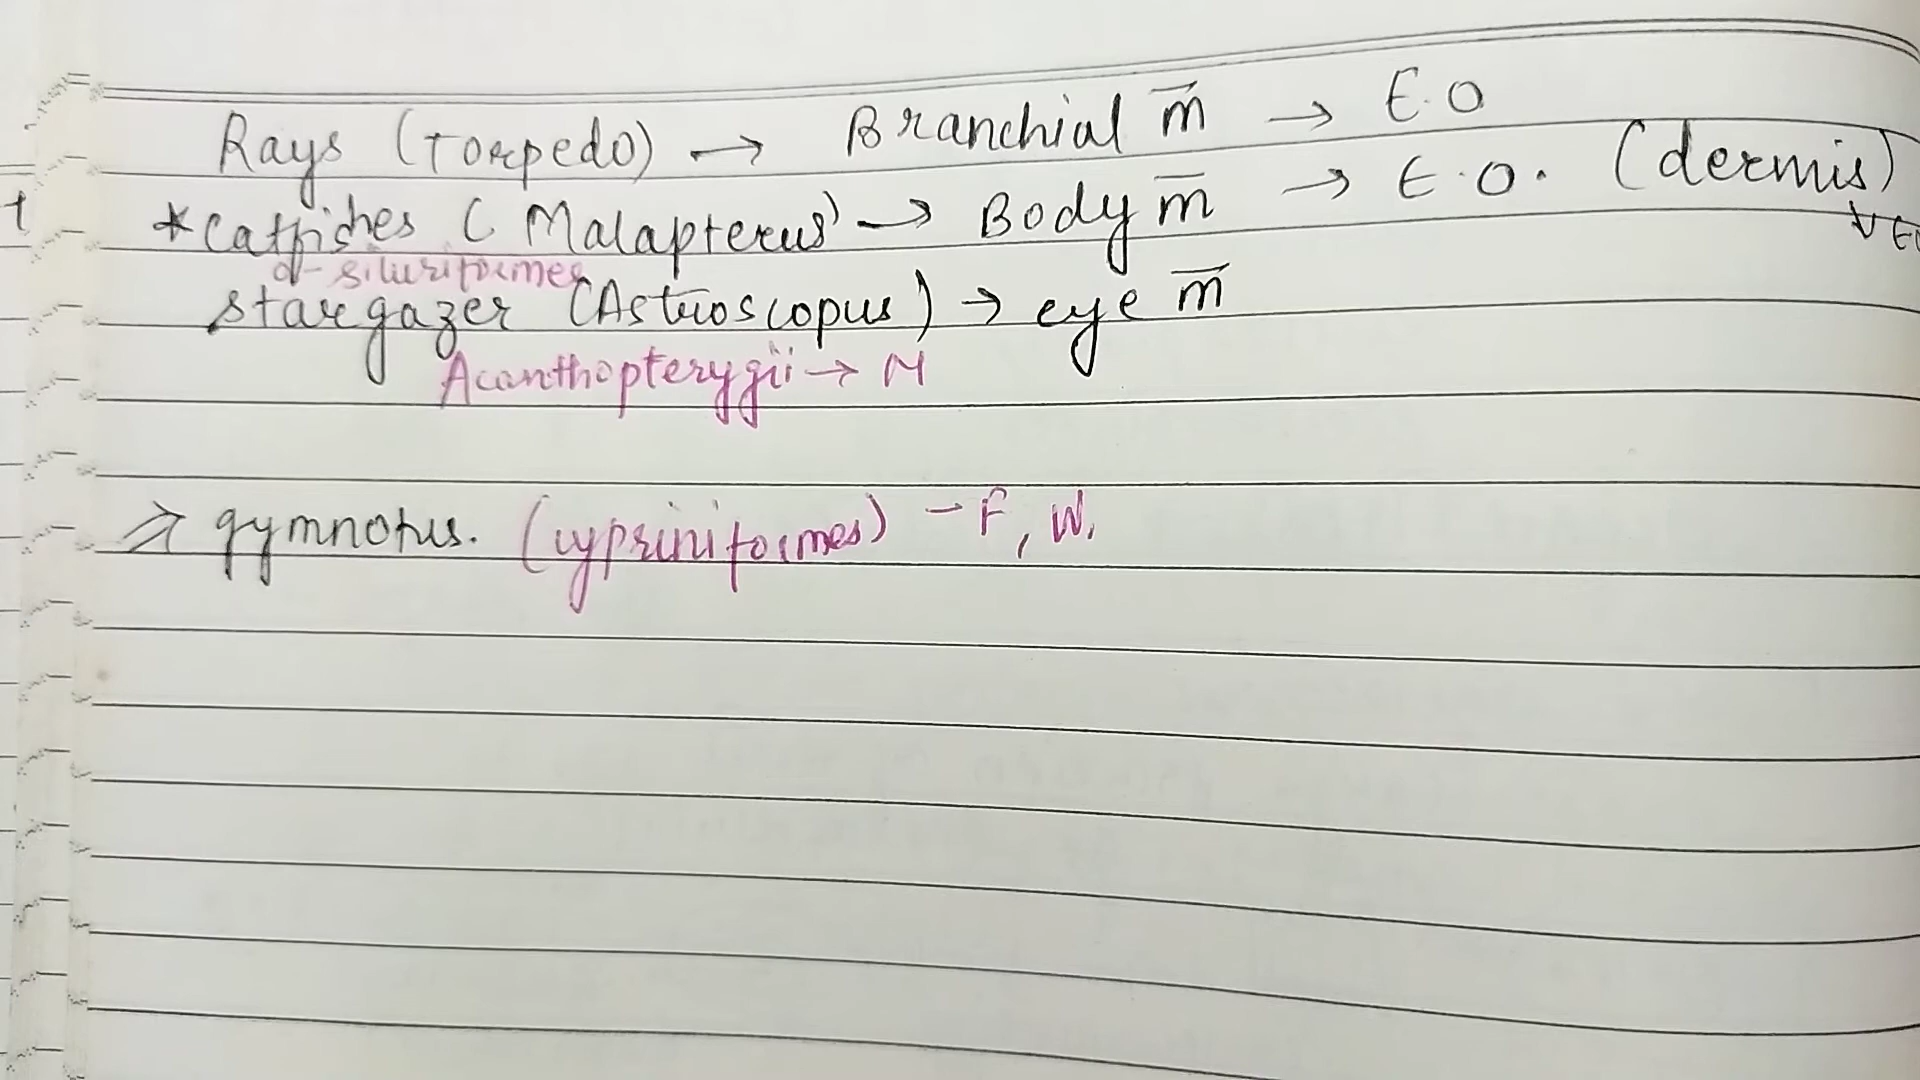 Rays (Torpedo) → Branchial m̅ → E.O
*Catfishes (Malapterus) → Body m̅ → E.O. (dermis)
o- siluriformes
stargazer (Astroscopus) → eye m̅
Acanthopterygii → M
⇒ gymnotus. (cypriniformes) - F, W.